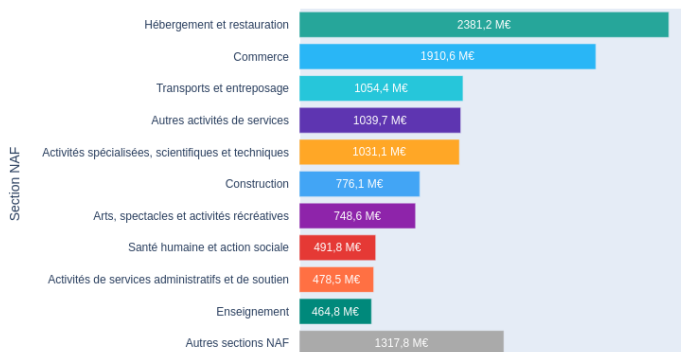 Section NAF
Hébergement et restauration 2381,2 M€
Commerce 1910,6 M€
Transports et entreposage 1054,4 M€
Autres activités de services 1039,7 M€
Activités spécialisées, scientifiques et techniques 1031,1 M€
Construction 776,1 M€
Arts, spectacles et activités récréatives 748,6 M€
Santé humaine et action sociale 491,8 M€
Activités de services administratifs et de soutien 478,5 M€
Enseignement 464,8 M€
Autres sections NAF 1317,8 M€